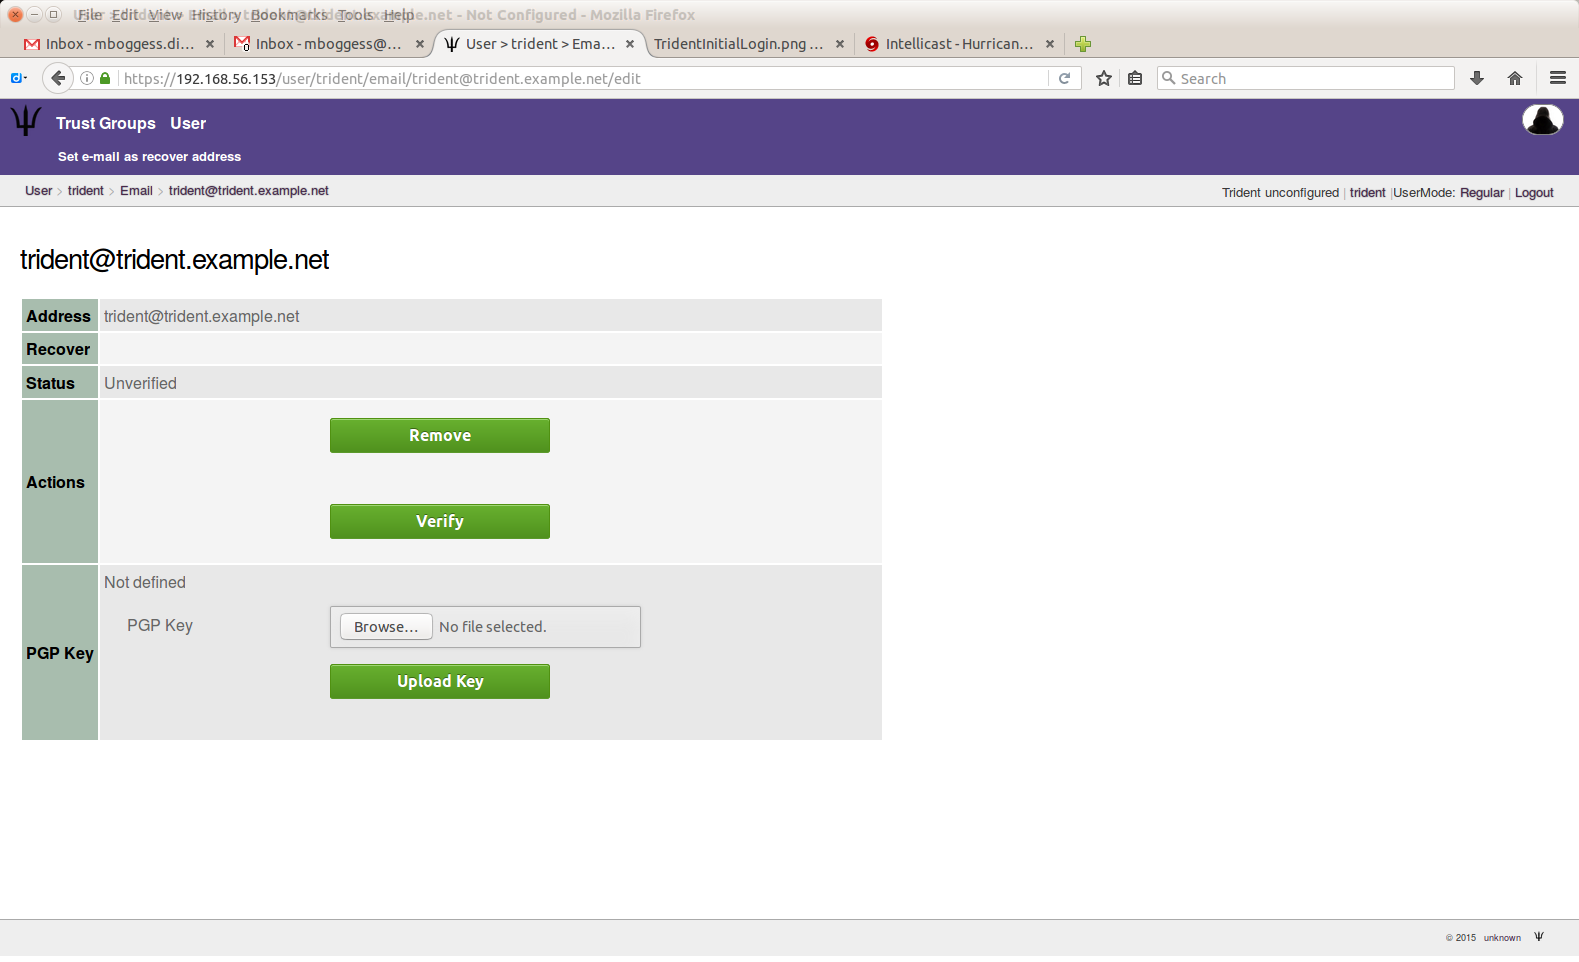 File Edit View History Bookmarks Tools Help
.net - Not Configured - Mozilla Firefox
Inbox - mboggess.di... Inbox - mboggess@... User > trident > Ema... TridentInitialLogin.png ... Intellicast - Hurrican...
https://192.168.56.153/user/trident/email/trident@trident.example.net/edit Search
Trust Groups User
Set e-mail as recover address
User > trident > Email > trident@trident.example.net
Trident unconfigured | trident |UserMode: Regular | Logout
trident@trident.example.net
Address trident@trident.example.net
Recover
Status Unverified
Remove
Actions
Verify
Not defined
PGP Key Browse... No file selected.
PGP Key
Upload Key
© 2015 unknown